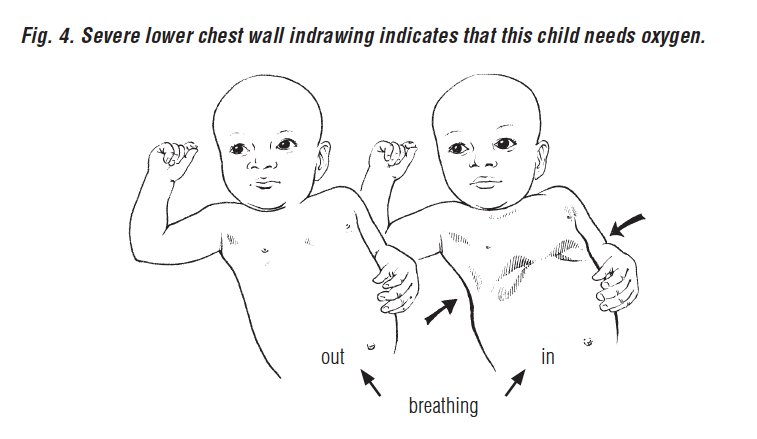 Fig. 4. Severe lower chest wall indrawing indicates that this child needs oxygen.
out
in
breathing